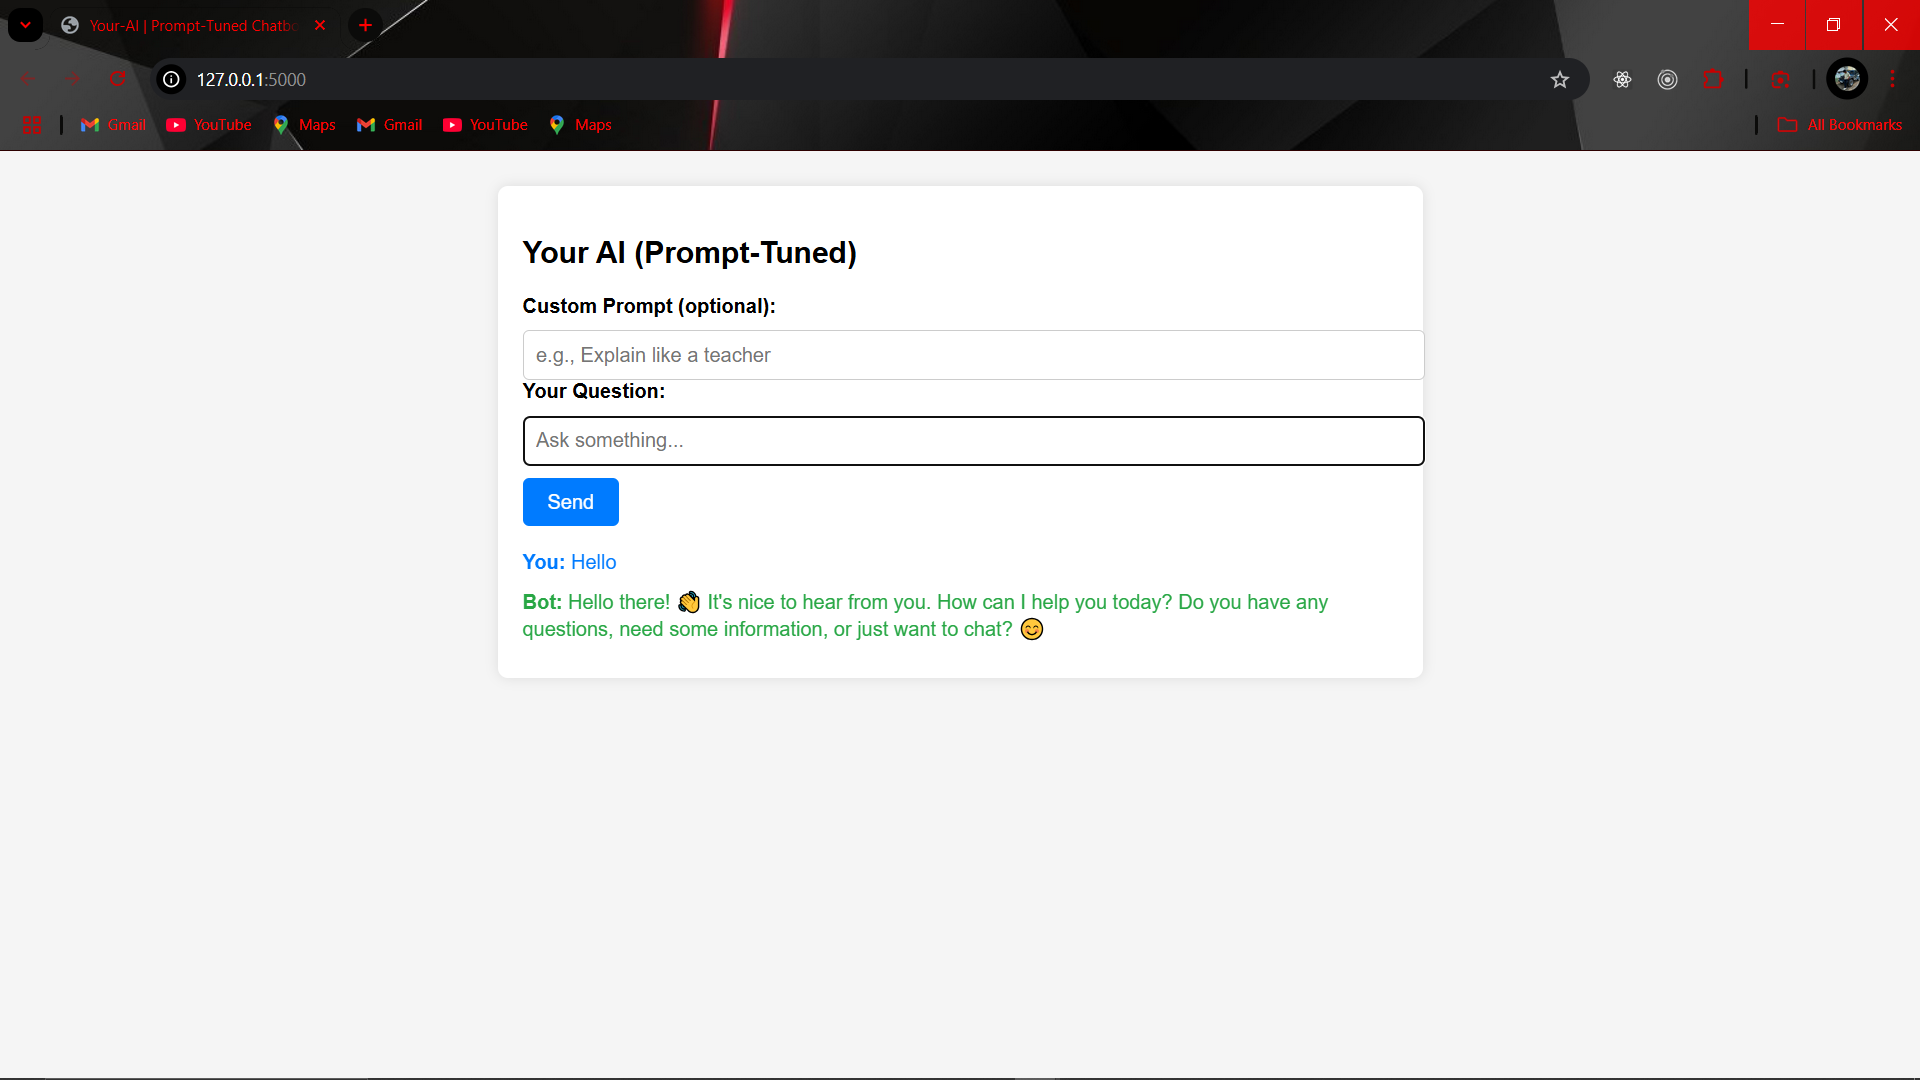 Your-AI | Prompt-Tuned Chatbo
127.0.0.1:5000
Gmail YouTube Maps Gmail YouTube Maps All Bookmarks
Your AI (Prompt-Tuned)
Custom Prompt (optional):
e.g., Explain like a teacher
Your Question:
Ask something...
Send
You: Hello
Bot: Hello there! 👋 It's nice to hear from you. How can I help you today? Do you have any
questions, need some information, or just want to chat? 😊